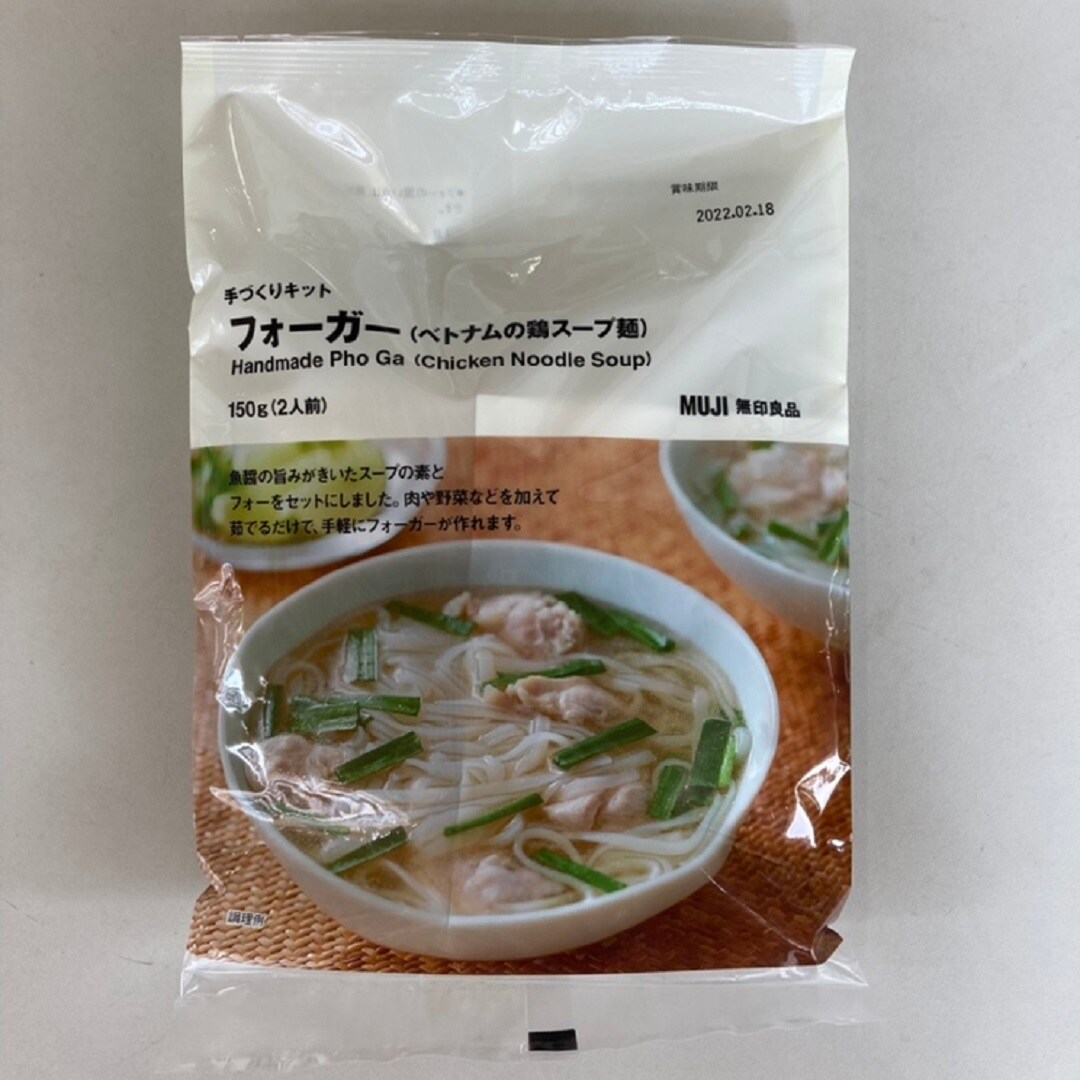 賞味期限
2022.02.18
手づくりキット
フォーガー(ベトナムの鶏スープ麺)
Handmade Pho Ga (Chicken Noodle Soup)
150g(2人前)
MUJI 無印良品
魚醤の旨みがきいたスープの素と
フォーをセットにしました。肉や野菜などを加えて
茹でるだけで、手軽にフォーガーが作れます。
調理例